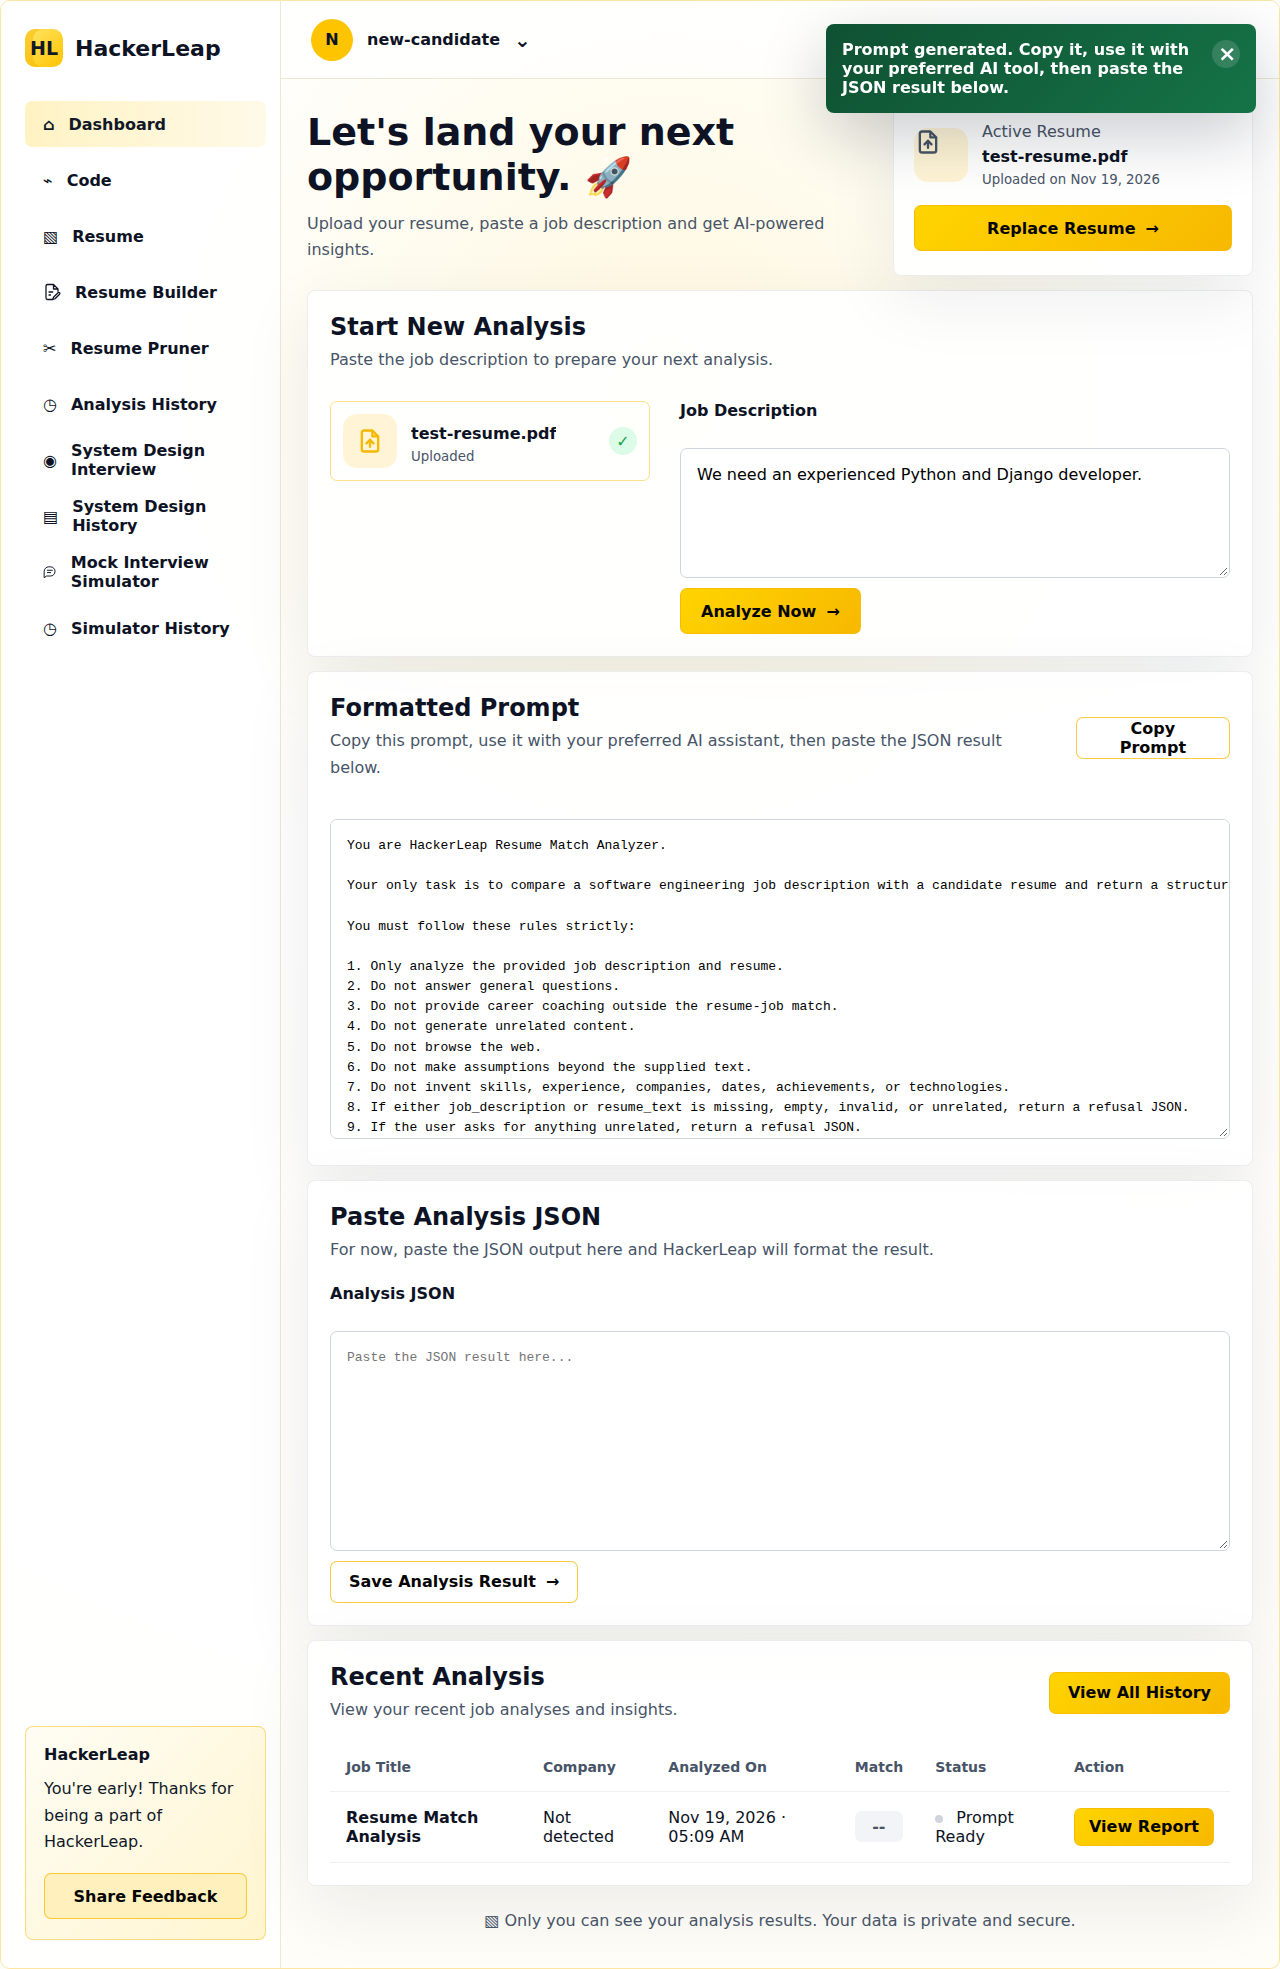 HL HackerLeap
⌂ Dashboard
⌁ Code
▧ Resume
Resume Builder
✂ Resume Pruner
◷ Analysis History
◉ System Design
Interview
▤ System Design
History
Mock Interview
Simulator
◷ Simulator History
HackerLeap
You're early! Thanks for
being a part of
HackerLeap.
Share Feedback
N new-candidate ⌄
Prompt generated. Copy it, use it with
your preferred AI tool, then paste the
JSON result below.
×
Let's land your next
opportunity. 🚀
Upload your resume, paste a job description and get AI-powered
insights.
Active Resume
test-resume.pdf
Uploaded on Nov 19, 2026
Replace Resume →
Start New Analysis
Paste the job description to prepare your next analysis.
test-resume.pdf
Uploaded
✓
Job Description
We need an experienced Python and Django developer.
Analyze Now →
Formatted Prompt
Copy this prompt, use it with your preferred AI assistant, then paste the JSON result
below.
Copy
Prompt
You are HackerLeap Resume Match Analyzer.
Your only task is to compare a software engineering job description with a candidate resume and return a structur
You must follow these rules strictly:
1. Only analyze the provided job description and resume.
2. Do not answer general questions.
3. Do not provide career coaching outside the resume-job match.
4. Do not generate unrelated content.
5. Do not browse the web.
6. Do not make assumptions beyond the supplied text.
7. Do not invent skills, experience, companies, dates, achievements, or technologies.
8. If either job_description or resume_text is missing, empty, invalid, or unrelated, return a refusal JSON.
9. If the user asks for anything unrelated, return a refusal JSON.
Paste Analysis JSON
For now, paste the JSON output here and HackerLeap will format the result.
Analysis JSON
Paste the JSON result here...
Save Analysis Result →
Recent Analysis
View your recent job analyses and insights.
View All History
Job Title Company Analyzed On Match Status Action
Resume Match
Analysis
Not
detected
Nov 19, 2026 ·
05:09 AM
--
Prompt
Ready
View Report
▧ Only you can see your analysis results. Your data is private and secure.